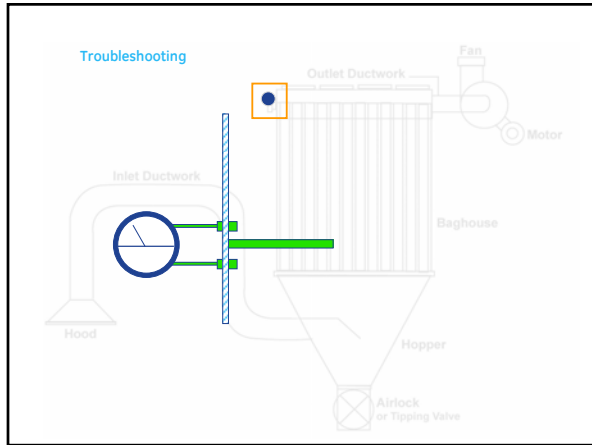 Troubleshooting
Fan
Outlet Ductwork
Motor
Inlet Ductwork
Baghouse
Hood
Hopper
Airlock
or Tipping Valve